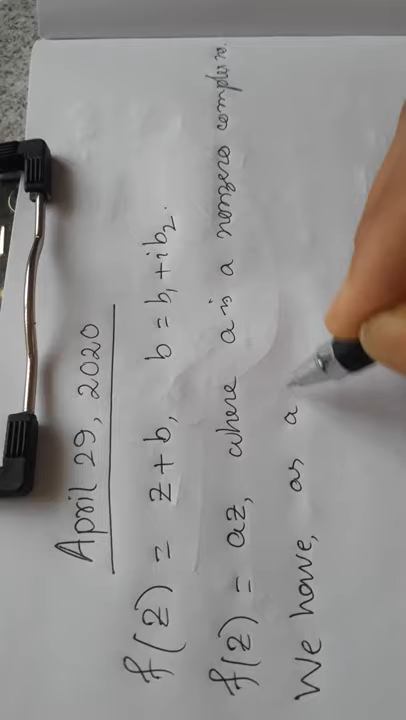 April 29, 2020
f(z) = z + b, b = b₁ + ib₂.
f(z) = az, where a is a nonzero complex.
We have, as a